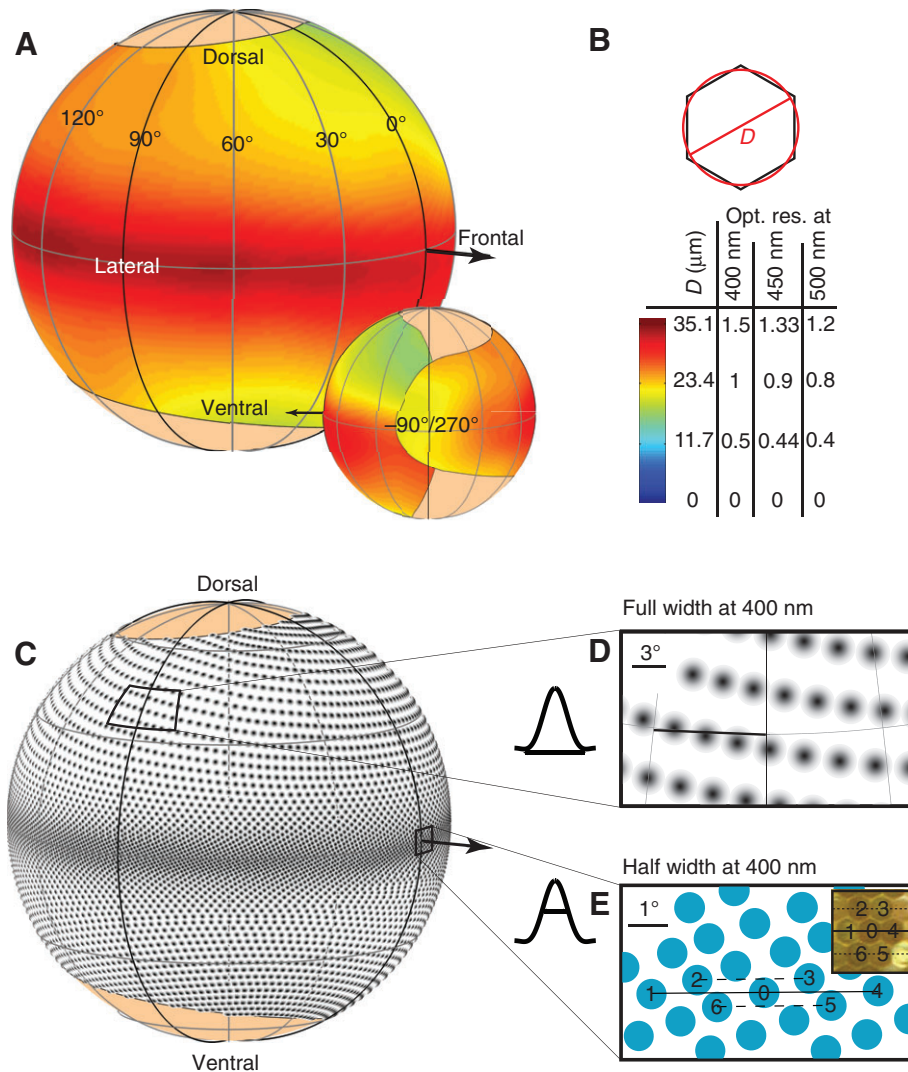 A
Dorsal
120°
90°
60°
30°
0°
Lateral
Frontal
Ventral
–90°/270°
B
D
Opt. res. at
D (μm)
400 nm
450 nm
500 nm
35.1 1.5 1.33 1.2
23.4 1 0.9 0.8
11.7 0.5 0.44 0.4
0 0 0 0
C
Dorsal
Ventral
Full width at 400 nm
D
3°
Half width at 400 nm
E
1°
2 3
1 0 4
6 5
2 3
1 0 4
6 5